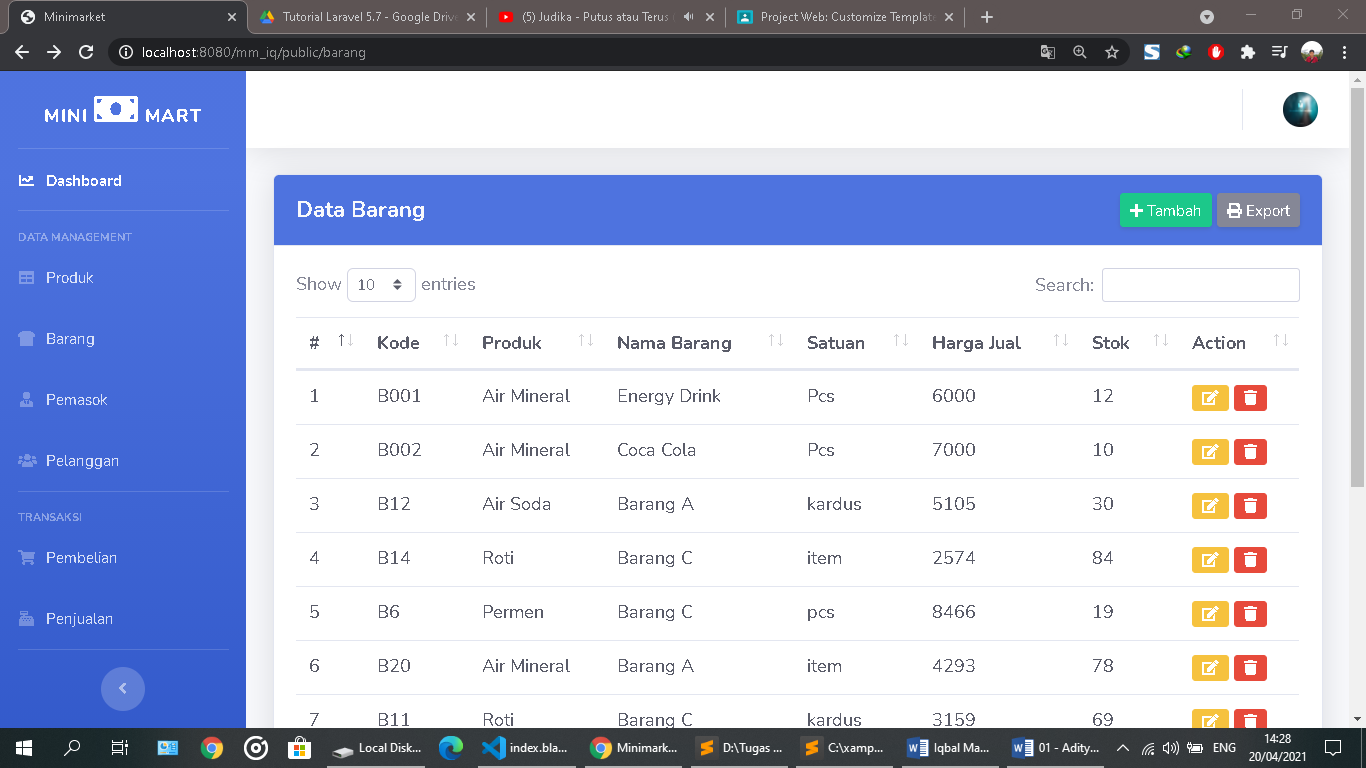 Minimarket
Tutorial Laravel 5.7 - Google Drive
(5) Judika - Putus atau Terus
Project Web: Customize Template
localhost:8080/mm_iq/public/barang
MINI MART
Dashboard
DATA MANAGEMENT
Produk
Barang
Pemasok
Pelanggan
TRANSAKSI
Pembelian
Penjualan
Data Barang
Tambah Export
Show 10 entries Search:
# Kode Produk Nama Barang Satuan Harga Jual Stok Action
1 B001 Air Mineral Energy Drink Pcs 6000 12
2 B002 Air Mineral Coca Cola Pcs 7000 10
3 B12 Air Soda Barang A kardus 5105 30
4 B14 Roti Barang C item 2574 84
5 B6 Permen Barang C pcs 8466 19
6 B20 Air Mineral Barang A item 4293 78
7 B11 Roti Barang C kardus 3159 69
Local Disk... index.bla... Minimark... D:\Tugas ... C:\xamp... Iqbal Ma... 01 - Adity... ENG
14:28
20/04/2021